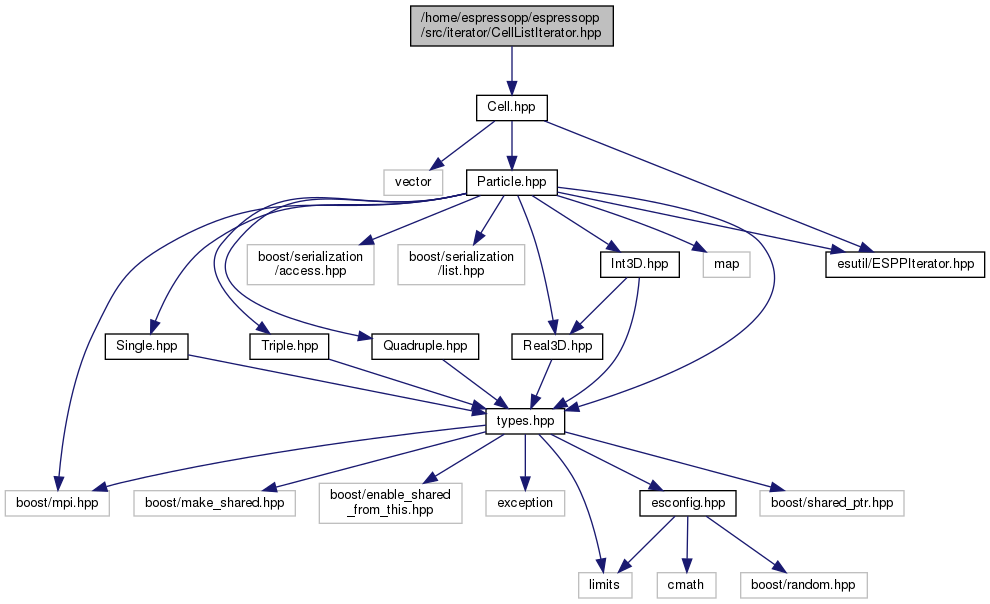 /home/espressopp/espressopp
/src/iterator/CellListIterator.hpp
Cell.hpp
vector
Particle.hpp
boost/serialization
/access.hpp
boost/serialization
/list.hpp
Int3D.hpp
map
esutil/ESPPIterator.hpp
Single.hpp
Triple.hpp
Quadruple.hpp
Real3D.hpp
types.hpp
boost/mpi.hpp
boost/make_shared.hpp
boost/enable_shared
_from_this.hpp
exception
esconfig.hpp
boost/shared_ptr.hpp
limits
cmath
boost/random.hpp